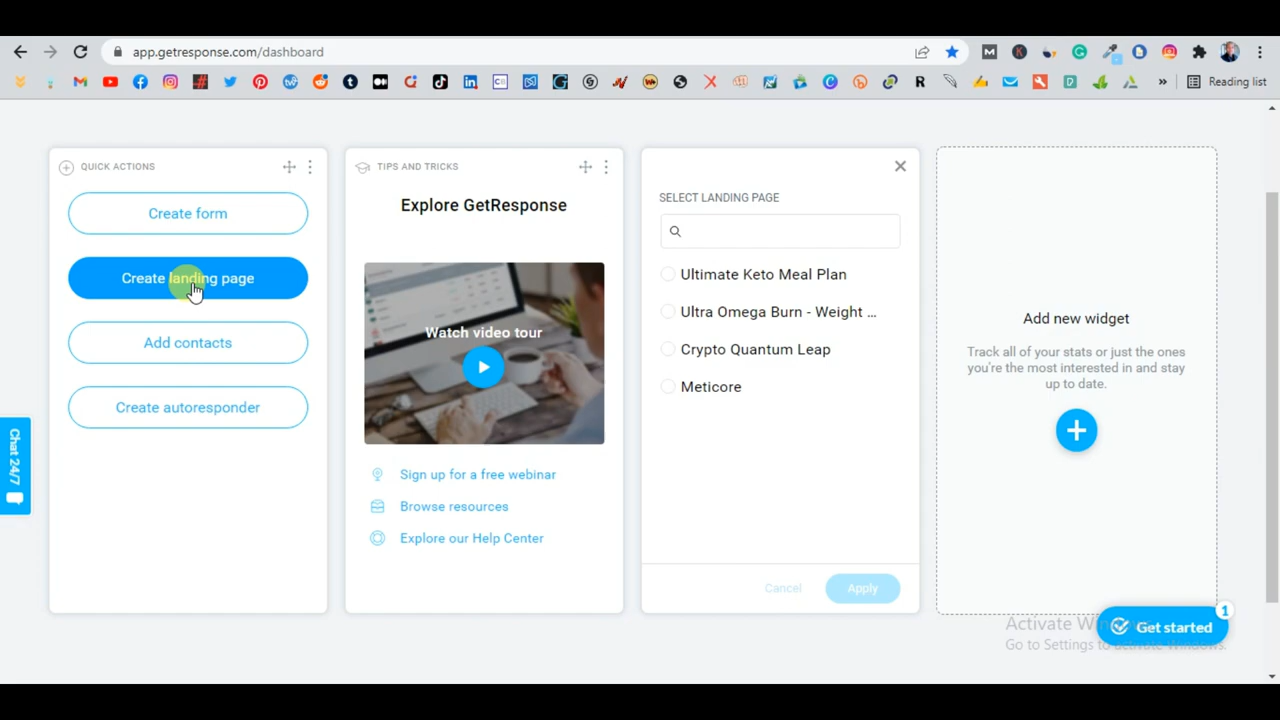 app.getresponse.com/dashboard
Reading list
QUICK ACTIONS
Create form
Create landing page
Add contacts
Create autoresponder
TIPS AND TRICKS
Explore GetResponse
Watch video tour
Sign up for a free webinar
Browse resources
Explore our Help Center
SELECT LANDING PAGE
Ultimate Keto Meal Plan
Ultra Omega Burn - Weight ...
Crypto Quantum Leap
Meticore
Cancel
Apply
Add new widget
Track all of your stats or just the ones
you're the most interested in and stay
up to date.
Chat 24/7
1
Get started
Activate
Go to Settings to activate Windows.